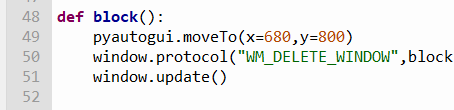 48 def block():
49 pyautogui.moveTo(x=680,y=800)
50 window.protocol("WM_DELETE_WINDOW",block
51 window.update()
52